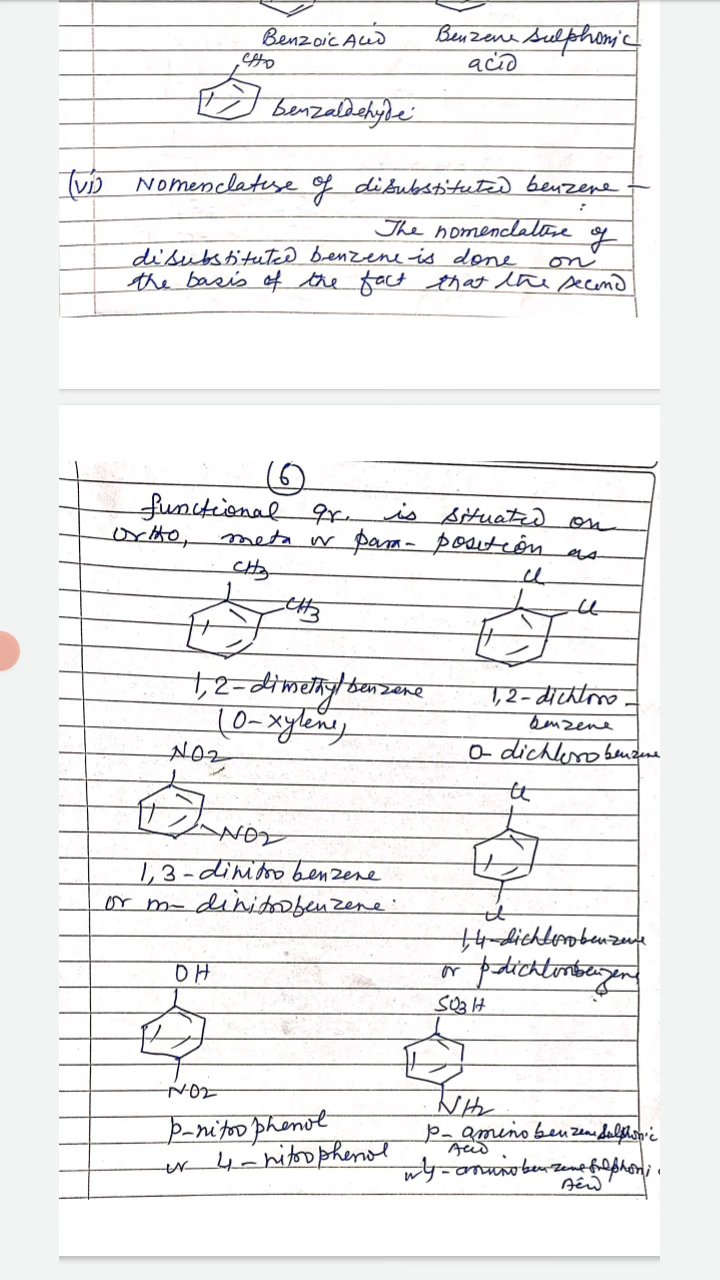 Benzoic Acid Benzene Sulphonic
acid
CHO
benzaldehyde
(vi) Nomenclature of disubstituted benzene –
The nomenclature of
disubstituted benzene is done on
the basis of the fact that the second
6
functional gr. is situated on
ortho, meta or para- position as
CH3 Cl
CH3 Cl
1,2-dimethyl benzene 1,2-dichloro-
(O-xylene) benzene
O- dichloro benzene
NO2
Cl
NO2
1,3-dinitro benzene
or m- dinitrobenzene
Cl
1,4-dichlorobenzene
or p-dichlorobenzene
OH
SO3H
NO2
NH2
p-nitrophenol p- amino benzene Sulphonic
Acid
or 4-nitrophenol or 4-amino benzene Sulphoni
Acid